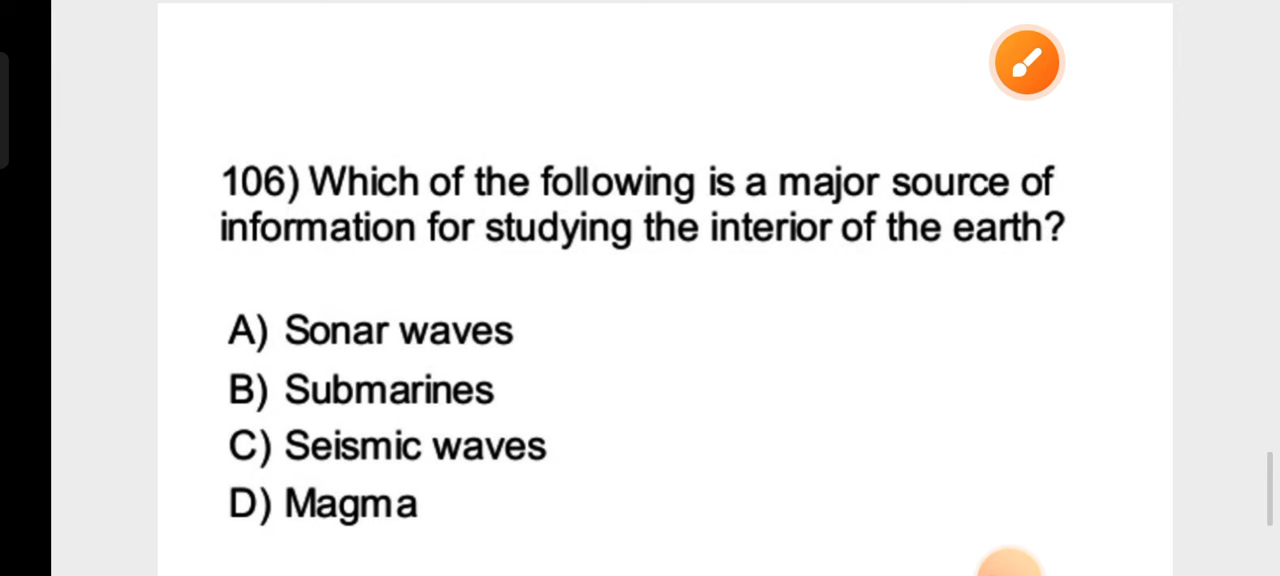 106) Which of the following is a major source of
information for studying the interior of the earth?
A) Sonar waves
B) Submarines
C) Seismic waves
D) Magma